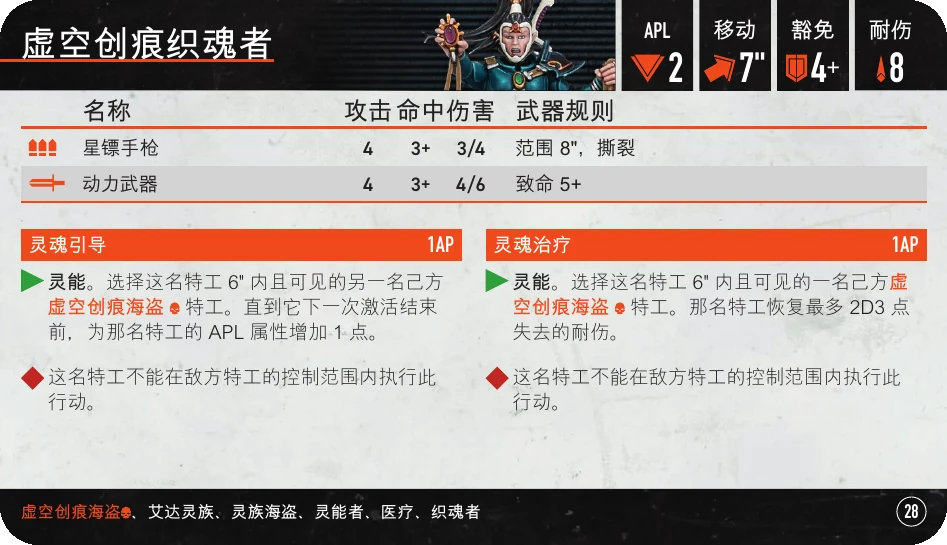 虚空创痕织魂者
APL 移动 豁免 耐伤
2 7" 4+ 8
名称 攻击 命中 伤害 武器规则
星镖手枪 4 3+ 3/4 范围 8"，撕裂
动力武器 4 3+ 4/6 致命 5+
灵魂引导 1AP
灵能。选择这名特工 6" 内且可见的另一名己方
虚空创痕海盗 特工。直到它下一次激活结束
前，为那名特工的 APL 属性增加 1 点。
这名特工不能在敌方特工的控制范围内执行此
行动。
灵魂治疗 1AP
灵能。选择这名特工 6" 内且可见的一名己方虚
空创痕海盗 特工。那名特工恢复最多 2D3 点
失去的耐伤。
这名特工不能在敌方特工的控制范围内执行此
行动。
虚空创痕海盗、艾达灵族、灵族海盗、灵能者、医疗、织魂者
28